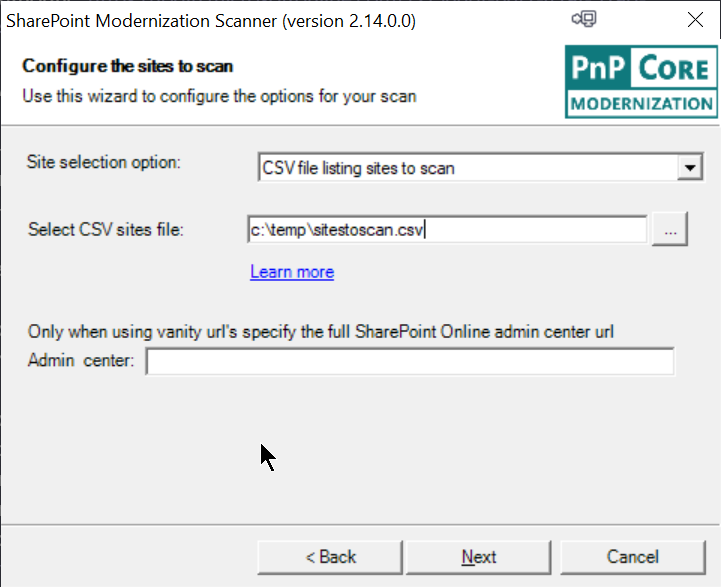 SharePoint Modernization Scanner (version 2.14.0.0)
Configure the sites to scan
Use this wizard to configure the options for your scan
PnP CORE
MODERNIZATION
Site selection option:
CSV file listing sites to scan
Select CSV sites file:
c:\temp\sitestoscan.csv
...
Learn more
Only when using vanity url's specify the full SharePoint Online admin center url
Admin center:
< Back
Next
Cancel